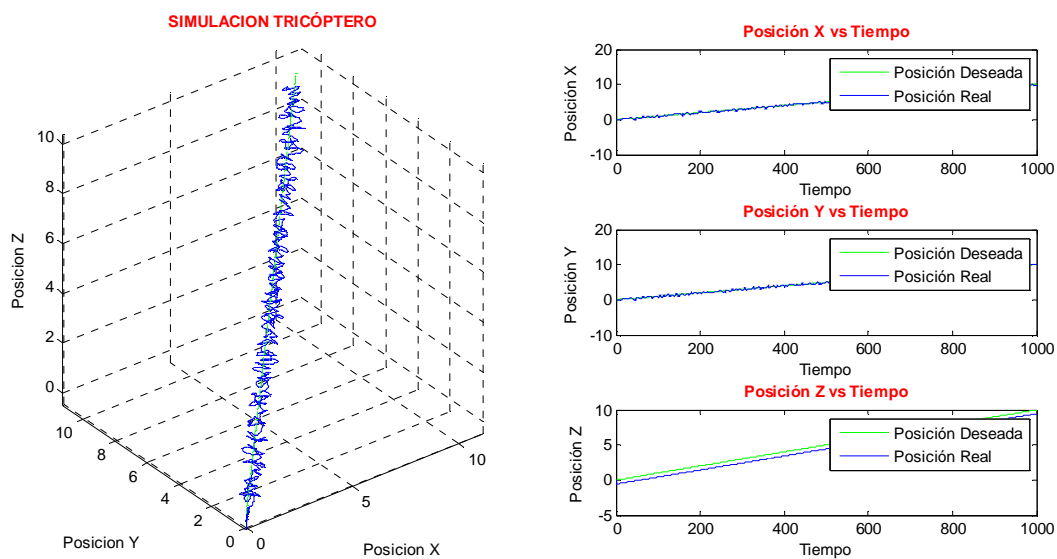 SIMULACION TRICÓPTERO
10
8
6
4
2
0
Posicion Z
10
8
6
4
2
0
Posicion Y
0
5
10
Posicion X
Posición X vs Tiempo
20
10
0
-10
Posición X
Posición Deseada
Posición Real
0
200
400
600
800
1000
Tiempo
Posición Y vs Tiempo
20
10
0
-10
Posición Y
Posición Deseada
Posición Real
0
200
400
600
800
1000
Tiempo
Posición Z vs Tiempo
10
5
0
-5
Posición Z
Posición Deseada
Posición Real
0
200
400
600
800
1000
Tiempo